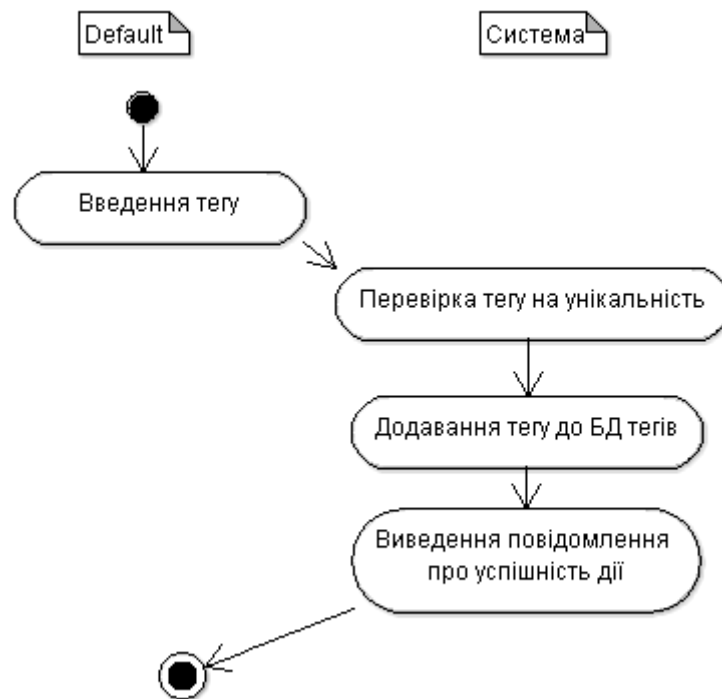 Default
Система
Введення тегу
Перевірка тегу на унікальність
Додавання тегу до БД тегів
Виведення повідомлення
про успішність дії